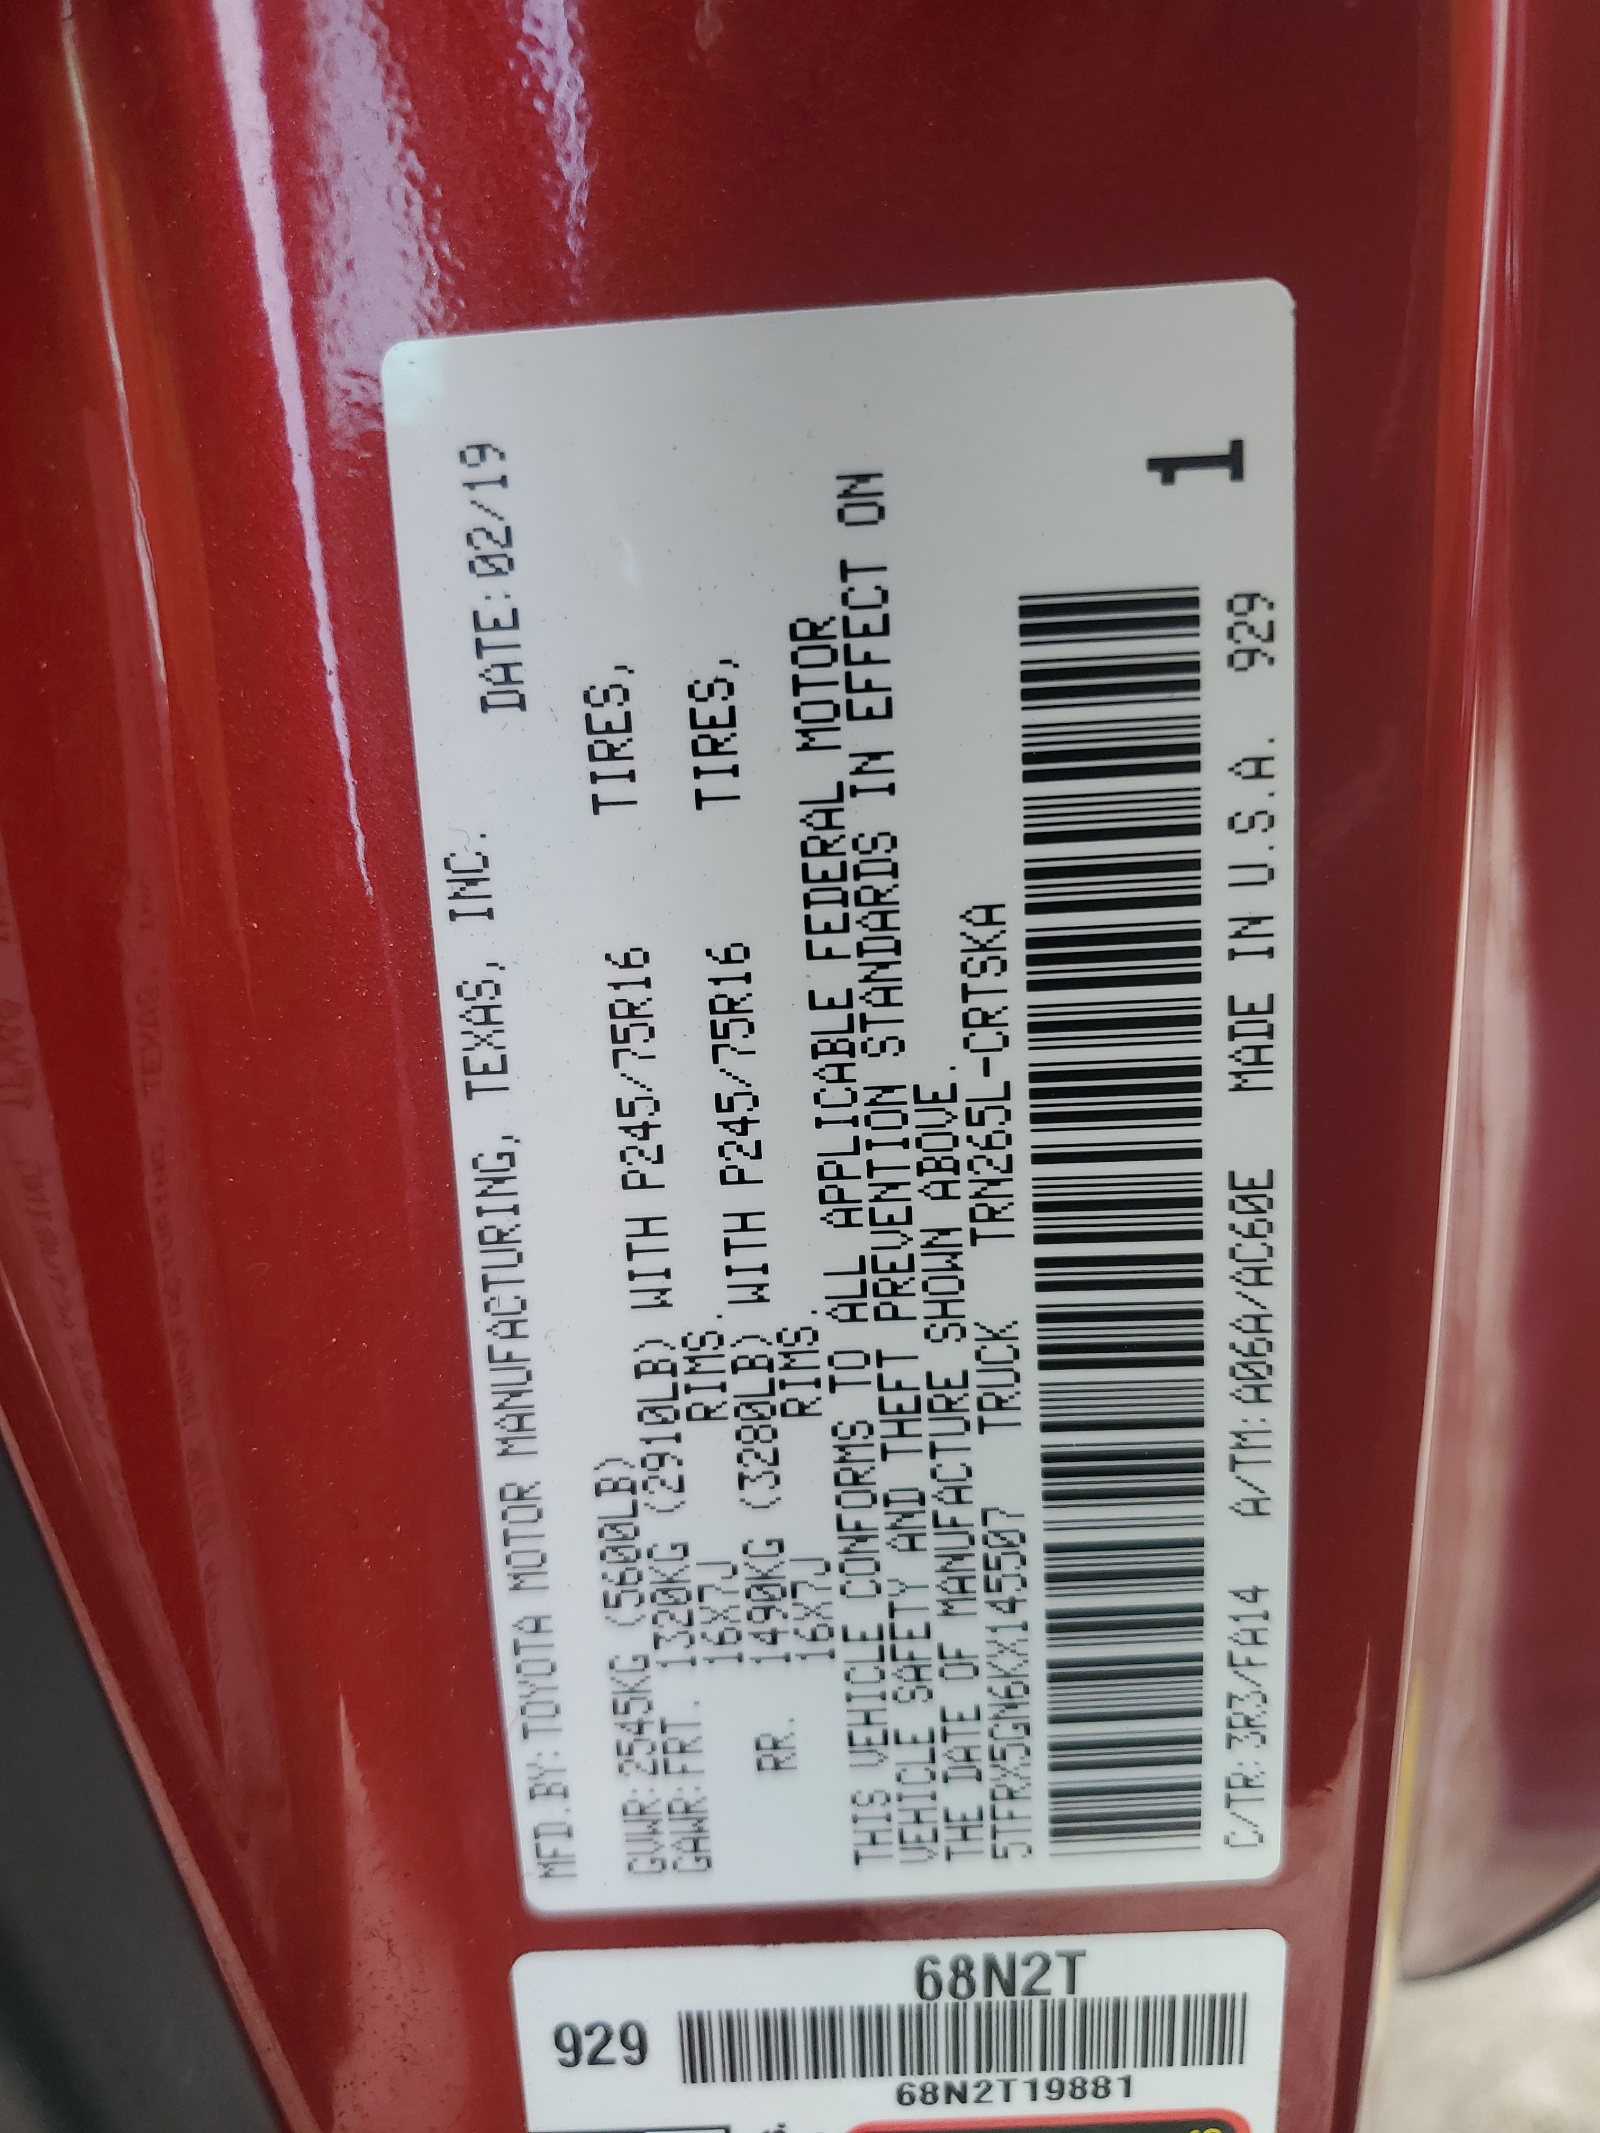 MFD.BY: TOYOTA MOTOR MANUFACTURING, TEXAS, INC. DATE:02/19
GVWR:2545KG (5600LB)
GAWR:FRT. 1320KG (2910LB) WITH P245/75R16 TIRES,
16X7J RIMS.
RR. 1490KG (3280LB) WITH P245/75R16 TIRES,
16X7J RIMS.
THIS VEHICLE CONFORMS TO ALL APPLICABLE FEDERAL MOTOR
VEHICLE SAFETY AND THEFT PREVENTION STANDARDS IN EFFECT ON
THE DATE OF MANUFACTURE SHOWN ABOVE.
5TFRX5GN6KX145507 TRUCK TRN265L-CRTSKA
C/TR:3R3/FA14 A/TM:A06A/AC60E MADE IN U.S.A. 929
1
68N2T
929
68N2T19881